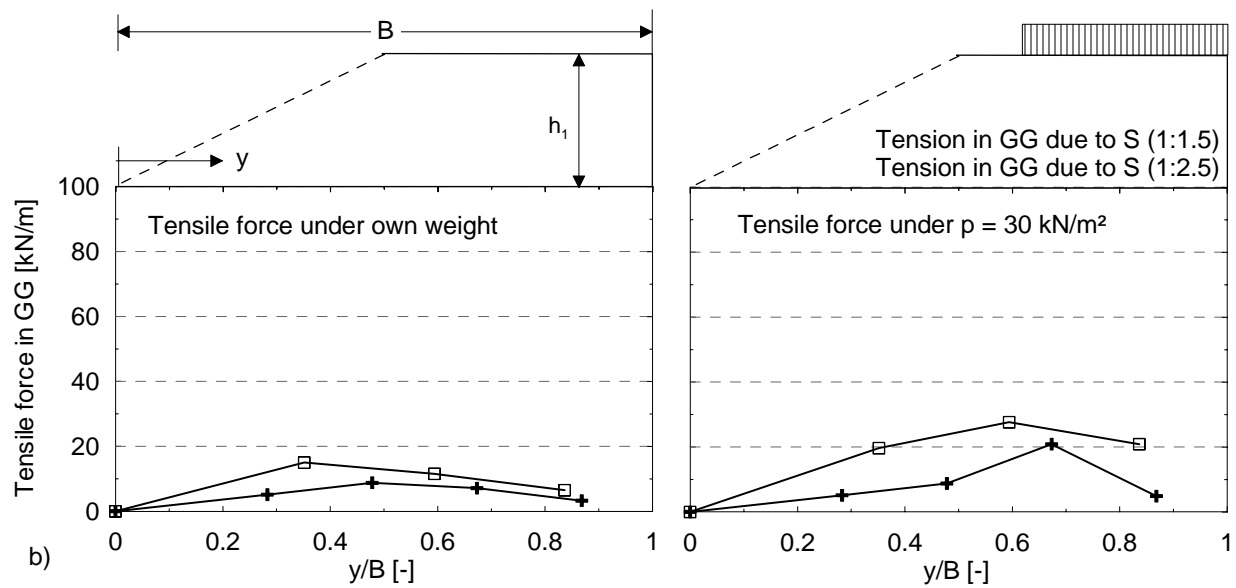 B
h1
y
Tension in GG due to S (1:1.5)
Tension in GG due to S (1:2.5)
Tensile force in GG [kN/m]
100
80
60
40
20
0
Tensile force under own weight
Tensile force under p = 30 kN/m²
b)
0 0.2 0.4 0.6 0.8 1
y/B [-]
0 0.2 0.4 0.6 0.8 1
y/B [-]